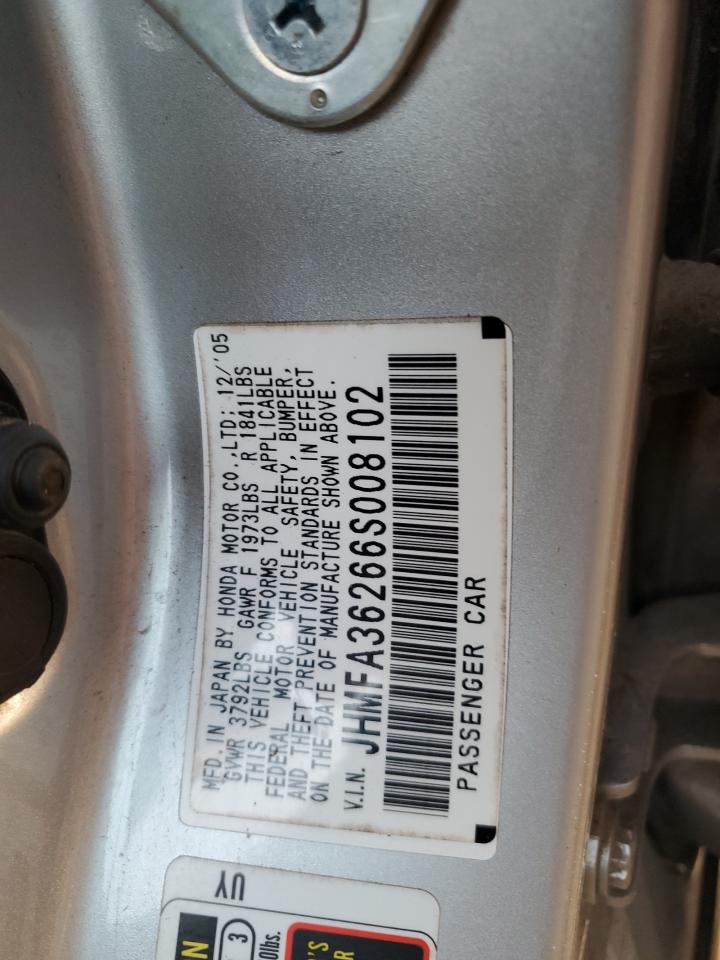 MFD. IN JAPAN BY HONDA MOTOR CO.,LTD; 12/'05
GVWR 3792LBS GAWR F 1973LBS R 1841LBS
THIS VEHICLE CONFORMS TO ALL APPLICABLE
FEDERAL MOTOR VEHICLE SAFETY, BUMPER,
AND THEFT PREVENTION STANDARDS IN EFFECT
ON THE DATE OF MANUFACTURE SHOWN ABOVE.
V.I.N. JHMFA36266S008102
PASSENGER CAR
UY
3